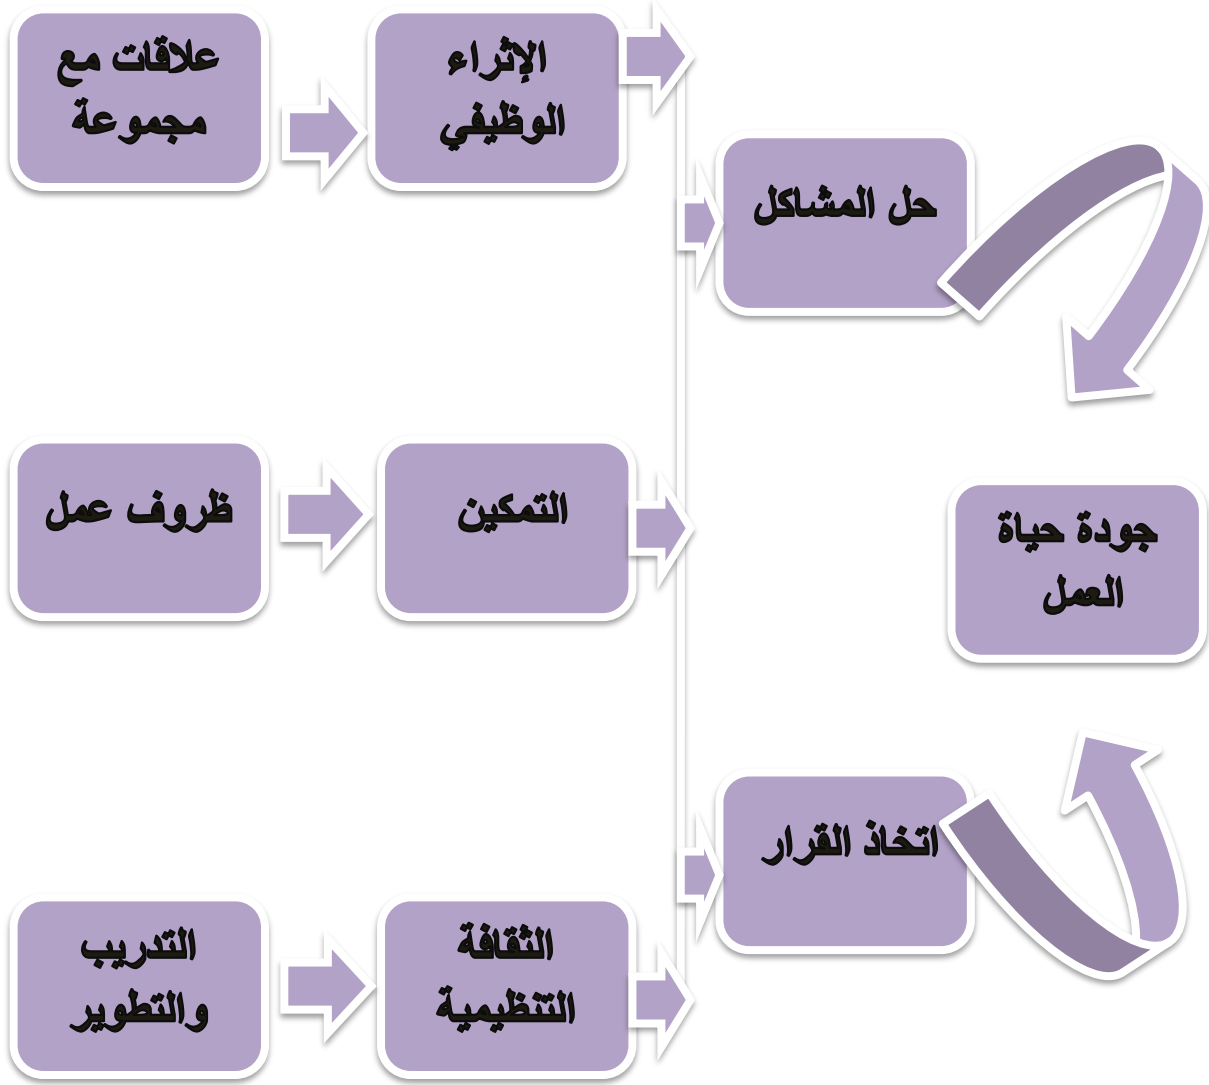 علاقات مع
مجموعة
الإثراء
الوظيفي
حل المشاكل
ظروف عمل
التمكين
جودة حياة
العمل
اتخاذ القرار
التدريب
والتطوير
الثقافة
التنظيمية